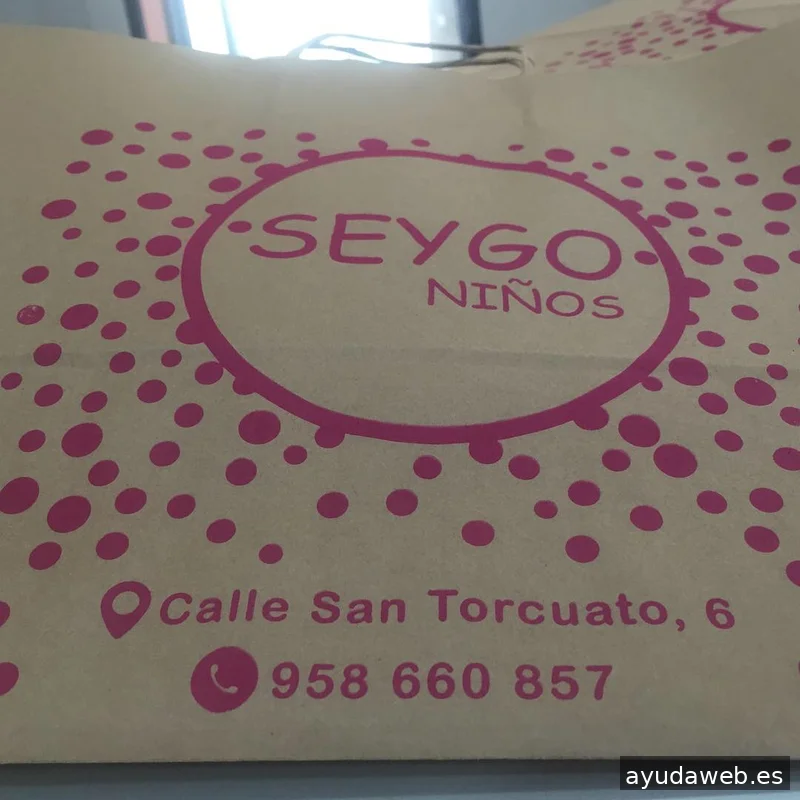 SEYGO
NIÑOS
Calle San Torcuato, 6
958 660 857
ayudaweb.es